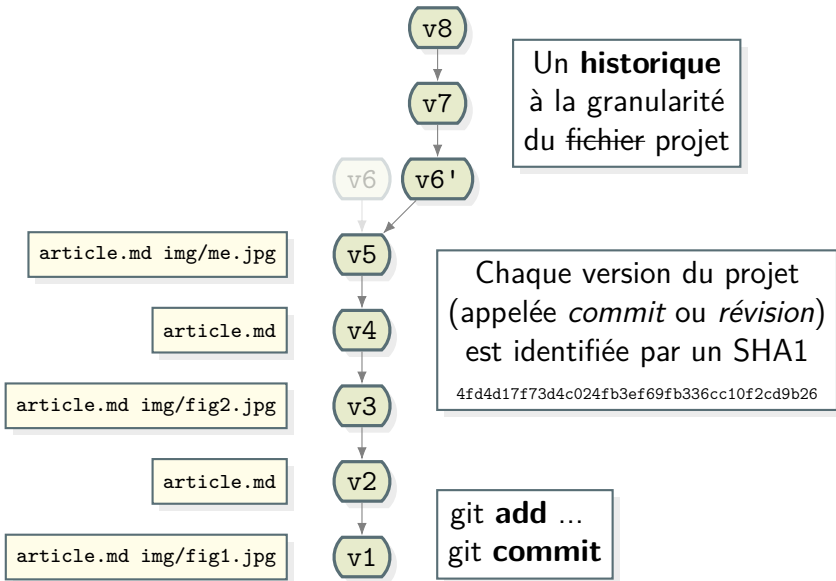 v8
Un historique
à la granularité
du fichier projet
v7
v6
v6'
article.md img/me.jpg
v5
Chaque version du projet
(appelée commit ou révision)
est identifiée par un SHA1
4fd4d17f73d4c024fb3ef69fb336cc10f2cd9b26
article.md
v4
article.md img/fig2.jpg
v3
article.md
v2
git add ...
git commit
article.md img/fig1.jpg
v1